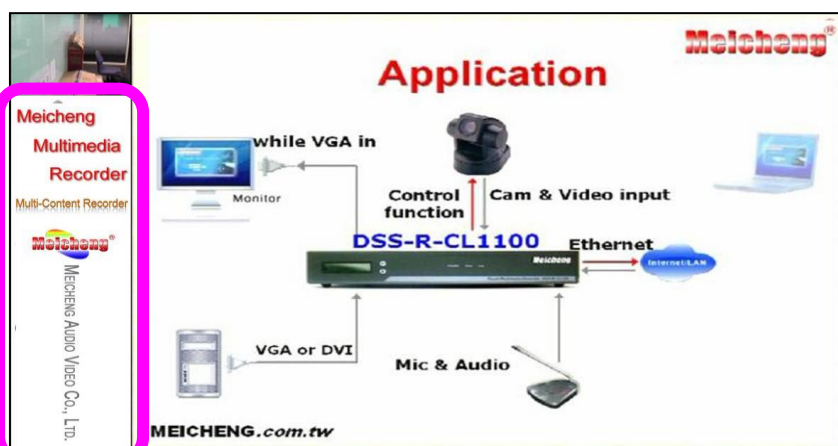 Meicheng
Multimedia
Recorder
Multi-Content Recorder
Meicheng®
MEICHENG AUDIO VIDEO CO., LTD.
Meicheng®
Application
while VGA in
Monitor
Control
function
Cam & Video input
DSS-R-CL1100
Ethernet
Meicheng
Internet/LAN
VGA or DVI
Mic & Audio
MEICHENG.com.tw